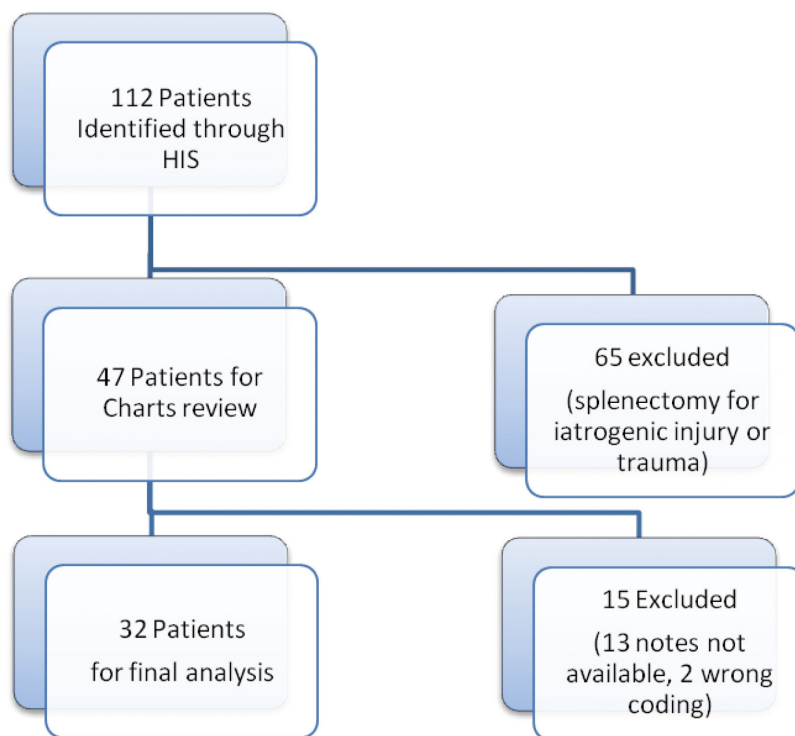 112 Patients
Identified through
HIS
47 Patients for
Charts review
65 excluded
(splenectomy for
iatrogenic injury or
trauma)
32 Patients
for final analysis
15 Excluded
(13 notes not
available, 2 wrong
coding)